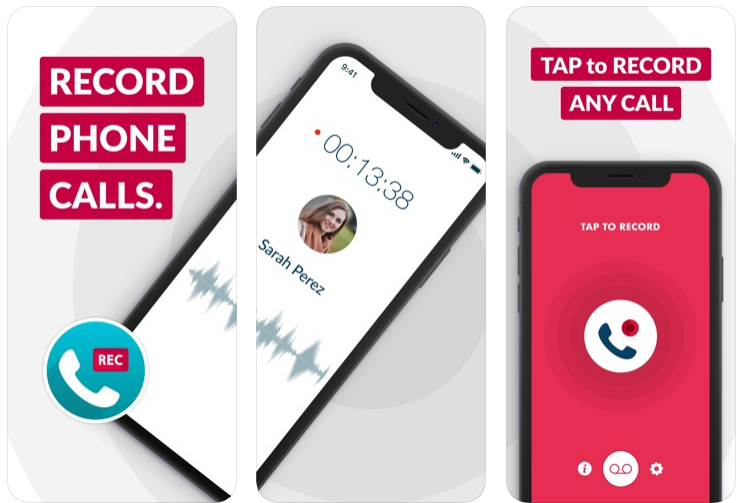 RECORD
PHONE
CALLS.
REC
9:41
00:13:38
Sarah Perez
TAP to RECORD
ANY CALL
TAP TO RECORD